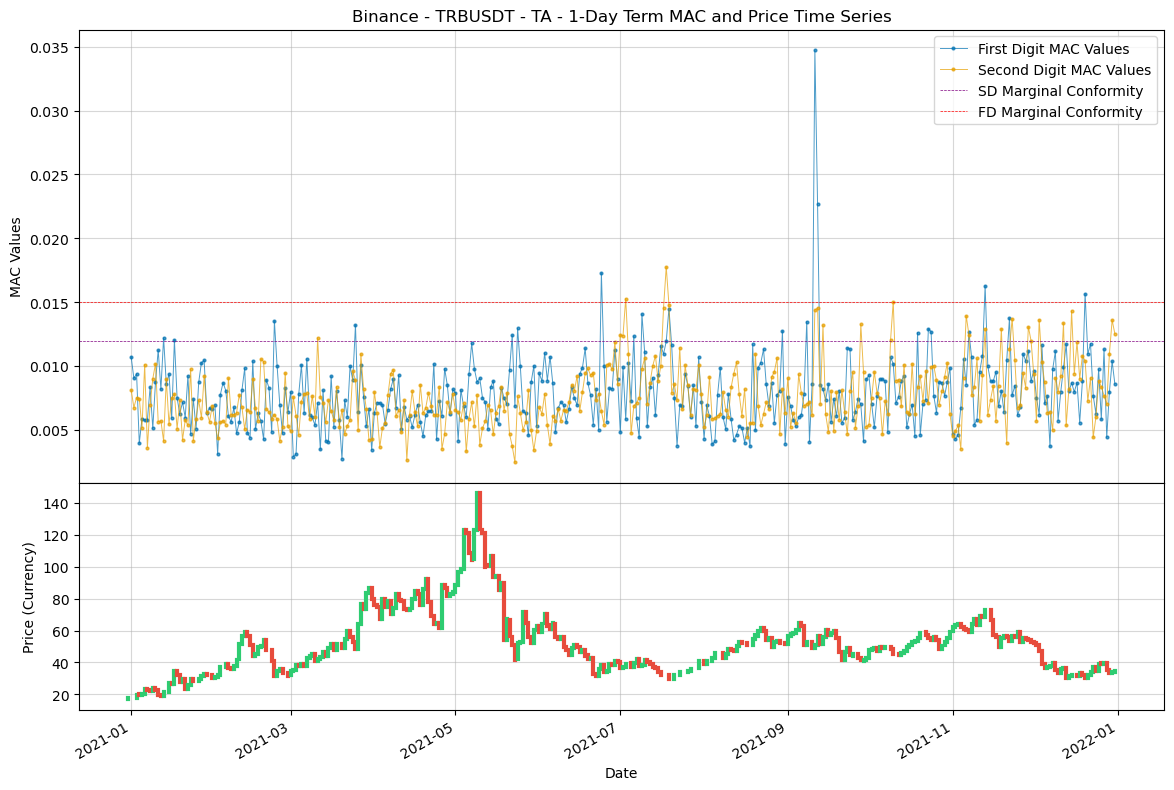 Binance - TRBUSDT - TA - 1-Day Term MAC and Price Time Series
First Digit MAC Values
Second Digit MAC Values
SD Marginal Conformity
FD Marginal Conformity
MAC Values
0.035
0.030
0.025
0.020
0.015
0.010
0.005
Price (Currency)
140
120
100
80
60
40
20
2021-01
2021-03
2021-05
2021-07
2021-09
2021-11
2022-01
Date